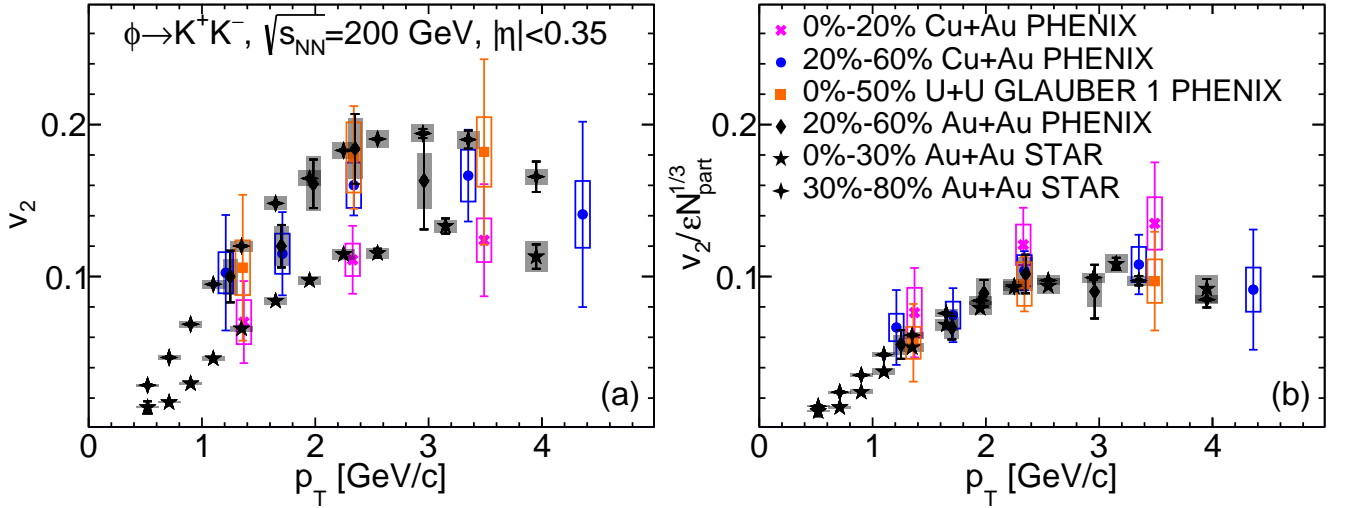 ϕ→K⁺K⁻, √s_NN=200 GeV, |η|<0.35
v₂
0.2
0.1
(a)
0 1 2 3 4
p_T [GeV/c]
0%-20% Cu+Au PHENIX
20%-60% Cu+Au PHENIX
0%-50% U+U GLAUBER 1 PHENIX
20%-60% Au+Au PHENIX
0%-30% Au+Au STAR
30%-80% Au+Au STAR
v₂/εN_part^1/3
0.2
0.1
(b)
0 1 2 3 4
p_T [GeV/c]